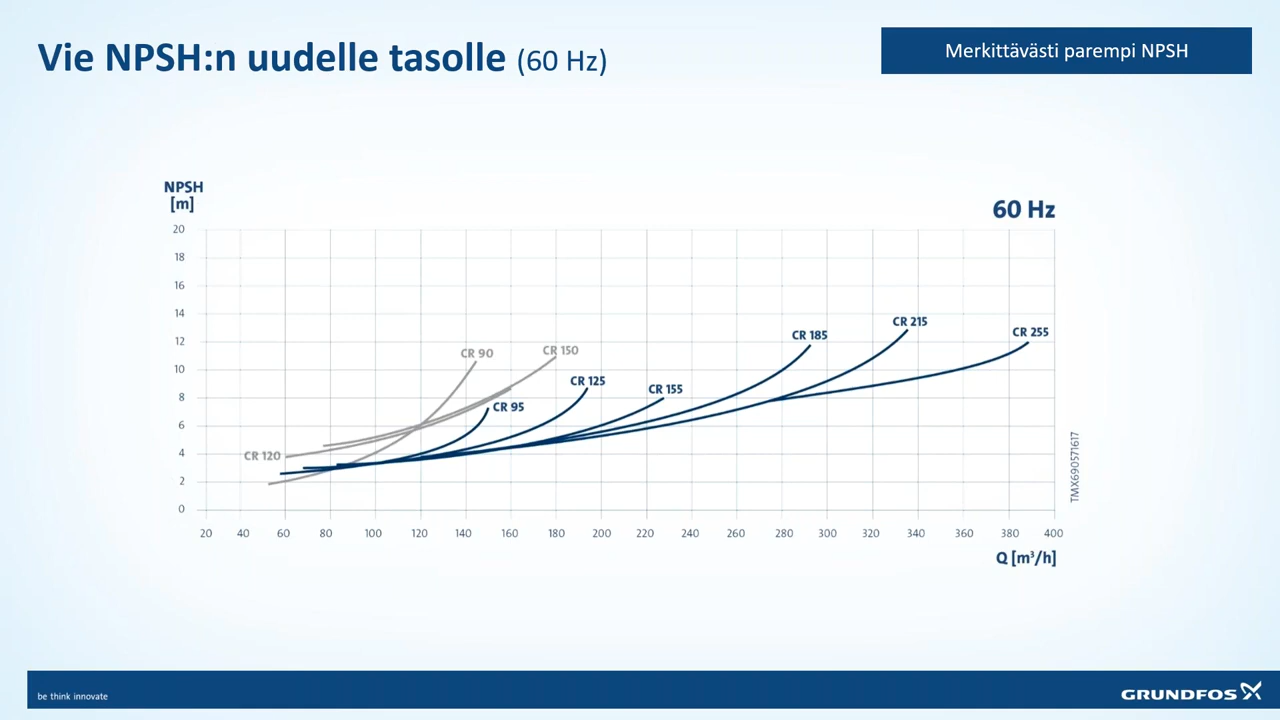 Vie NPSH:n uudelle tasolle (60 Hz)
Merkittävästi parempi NPSH
NPSH
[m]
60 Hz
20
18
16
14
12
10
8
6
4
2
0
CR 90
CR 150
CR 120
CR 95
CR 125
CR 155
CR 185
CR 215
CR 255
TMX690571617
20 40 60 80 100 120 140 160 180 200 220 240 260 280 300 320 340 360 380 400
Q [m³/h]
be think innovate
GRUNDFOS